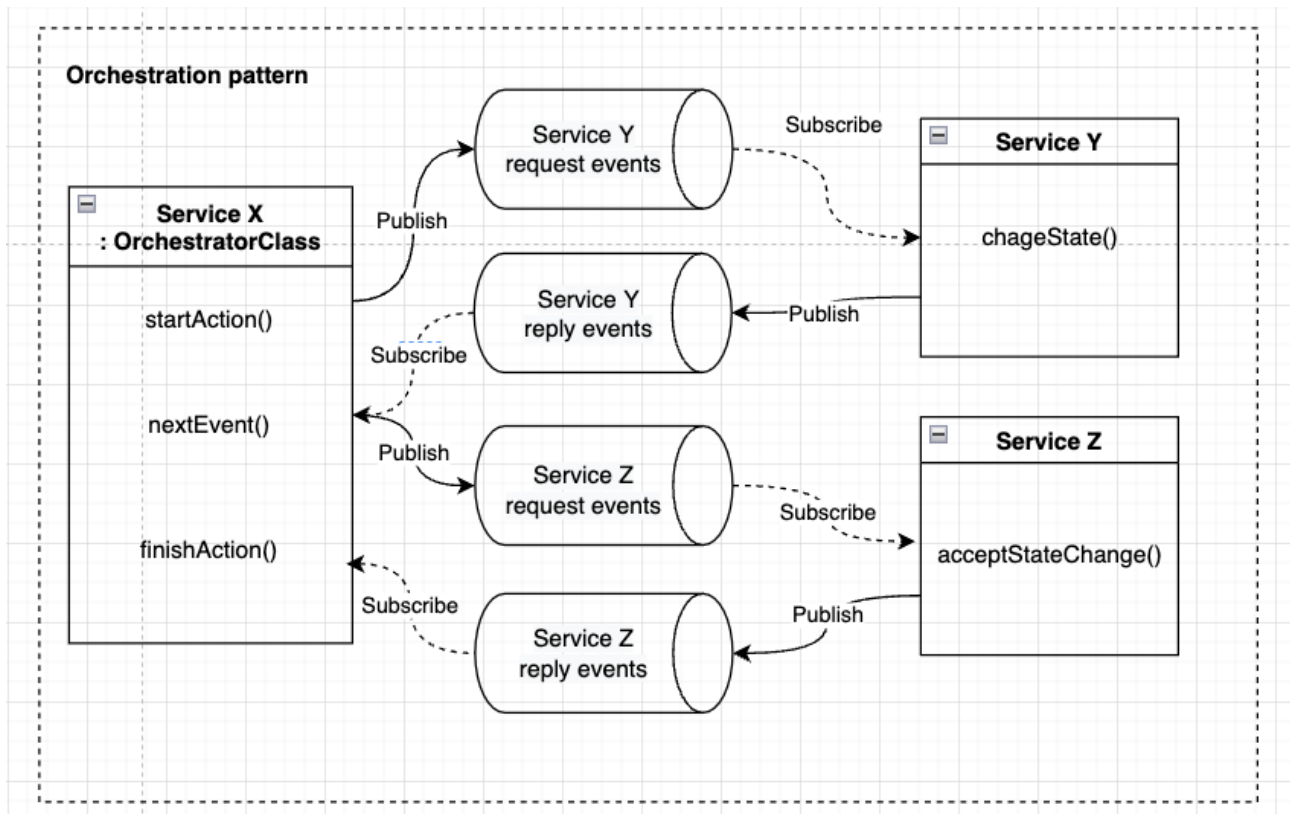 Orchestration pattern
Service X
: OrchestratorClass
startAction()
nextEvent()
finishAction()
Publish
Subscribe
Publish
Subscribe
Service Y
request events
Service Y
reply events
Service Z
request events
Service Z
reply events
Subscribe
Publish
Subscribe
Publish
Service Y
chageState()
Service Z
acceptStateChange()